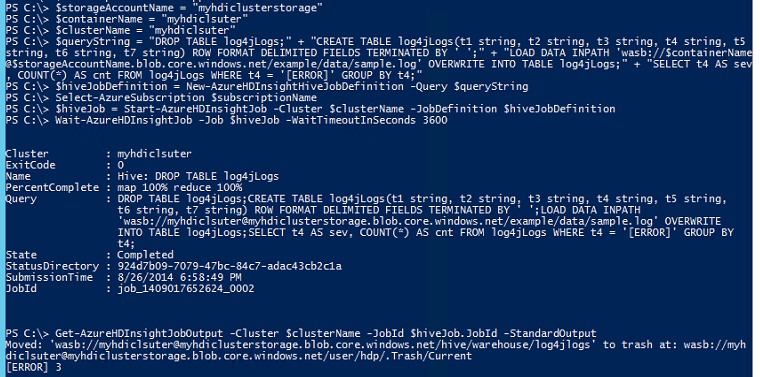 PS C:\> $storageAccountName = "myhdiclusterstorage"
PS C:\> $containerName = "myhdiclsuter"
PS C:\> $clusterName = "myhdiclsuter"
PS C:\> $queryString = "DROP TABLE log4jLogs;" + "CREATE TABLE log4jLogs(t1 string, t2 string, t3 string, t4 string, t5
string, t6 string, t7 string) ROW FORMAT DELIMITED FIELDS TERMINATED BY ' ';" + "LOAD DATA INPATH 'wasb://$containerName
@$storageAccountName.blob.core.windows.net/example/data/sample.log' OVERWRITE INTO TABLE log4jLogs;" + "SELECT t4 AS sev
, COUNT(*) AS cnt FROM log4jLogs WHERE t4 = '[ERROR]' GROUP BY t4;"
PS C:\> $hiveJobDefinition = New-AzureHDInsightHiveJobDefinition -Query $queryString
PS C:\> Select-AzureSubscription $subscriptionName
PS C:\> $hiveJob = Start-AzureHDInsightJob -Cluster $clusterName -JobDefinition $hiveJobDefinition
PS C:\> Wait-AzureHDInsightJob -Job $hiveJob -WaitTimeoutInSeconds 3600
Cluster : myhdiclsuter
ExitCode : 0
Name : Hive: DROP TABLE log4jLogs
PercentComplete : map 100% reduce 100%
Query : DROP TABLE log4jLogs;CREATE TABLE log4jLogs(t1 string, t2 string, t3 string, t4 string, t5 string,
t6 string, t7 string) ROW FORMAT DELIMITED FIELDS TERMINATED BY ' ';LOAD DATA INPATH
'wasb://myhdiclsuter@myhdiclusterstorage.blob.core.windows.net/example/data/sample.log' OVERWRITE
INTO TABLE log4jLogs;SELECT t4 AS sev, COUNT(*) AS cnt FROM log4jLogs WHERE t4 = '[ERROR]' GROUP BY
t4;
State : Completed
StatusDirectory : 924d7b09-7079-47bc-84c7-adac43cb2c1a
SubmissionTime : 8/26/2014 6:58:49 PM
JobId : job_1409017652624_0002
PS C:\> Get-AzureHDInsightJobOutput -Cluster $clusterName -JobId $hiveJob.JobId -StandardOutput
Moved: 'wasb://myhdiclsuter@myhdiclusterstorage.blob.core.windows.net/hive/warehouse/log4jlogs' to trash at: wasb://myh
diclsuter@myhdiclusterstorage.blob.core.windows.net/user/hdp/.Trash/Current
[ERROR] 3